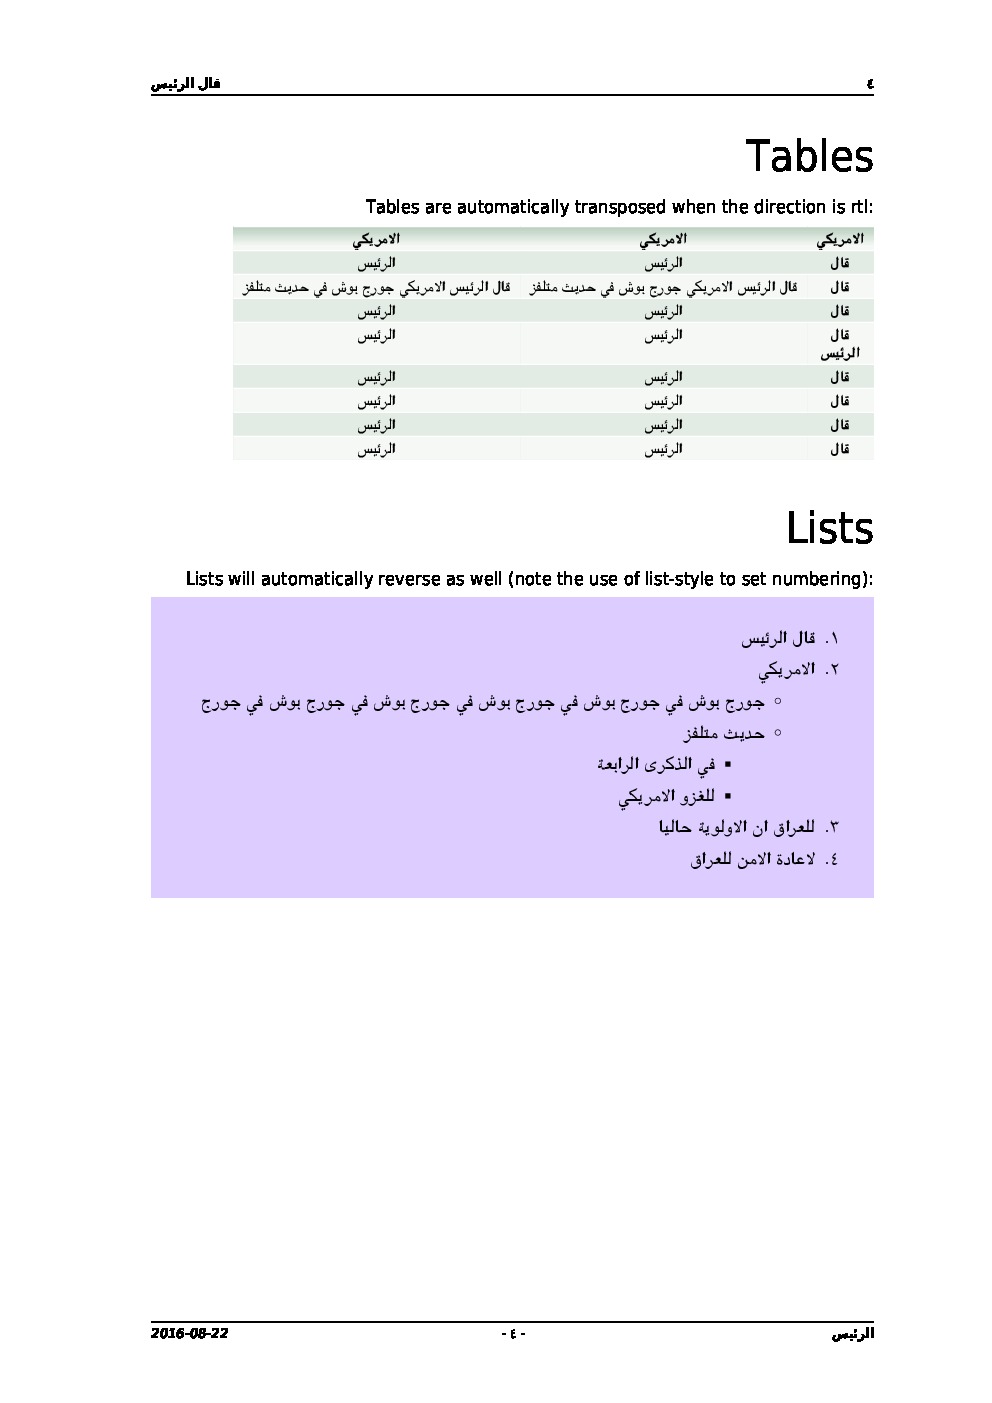 ٤ قال الرئيس
Tables
Tables are automatically transposed when the direction is rtl:
الامريكي الامريكي الامريكي
قال الرئيس الرئيس
قال قال الرئيس الامريكي جورج بوش في حديث متلفز قال الرئيس الامريكي جورج بوش في حديث متلفز
قال الرئيس الرئيس
قال الرئيس الرئيس
الرئيس
قال الرئيس الرئيس
قال الرئيس الرئيس
قال الرئيس الرئيس
قال الرئيس الرئيس
Lists
Lists will automatically reverse as well (note the use of list-style to set numbering):
١. قال الرئيس
٢. الامريكي
◦ جورج بوش في جورج بوش في جورج بوش في جورج بوش في جورج بوش في جورج
◦ حديث متلفز
▪ في الذكرى الرابعة
▪ للغزو الامريكي
٣. للعراق ان الاولوية حاليا
٤. لاعادة الامن للعراق
الرئيس - ٤ - 2016-08-22